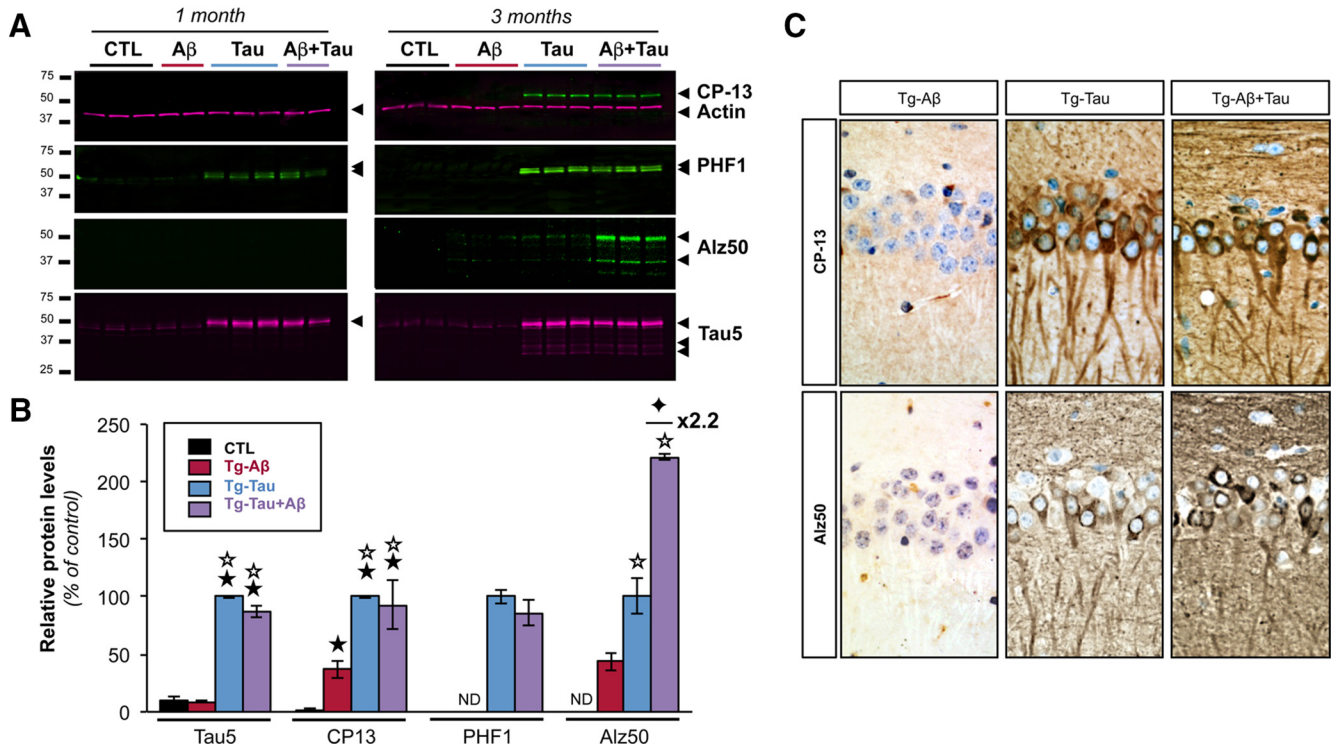 A
1 month
3 months
CTL Aβ Tau Aβ+Tau
CTL Aβ Tau Aβ+Tau
75
50
37
CP-13
Actin
75
50
37
PHF1
50
37
Alz50
75
50
37
25
Tau5
B
Relative protein levels
(% of control)
250
200
150
100
50
0
CTL
Tg-Aβ
Tg-Tau
Tg-Tau+Aβ
ND
ND
x2.2
Tau5 CP13 PHF1 Alz50
C
Tg-Aβ Tg-Tau Tg-Aβ+Tau
CP-13
Alz50